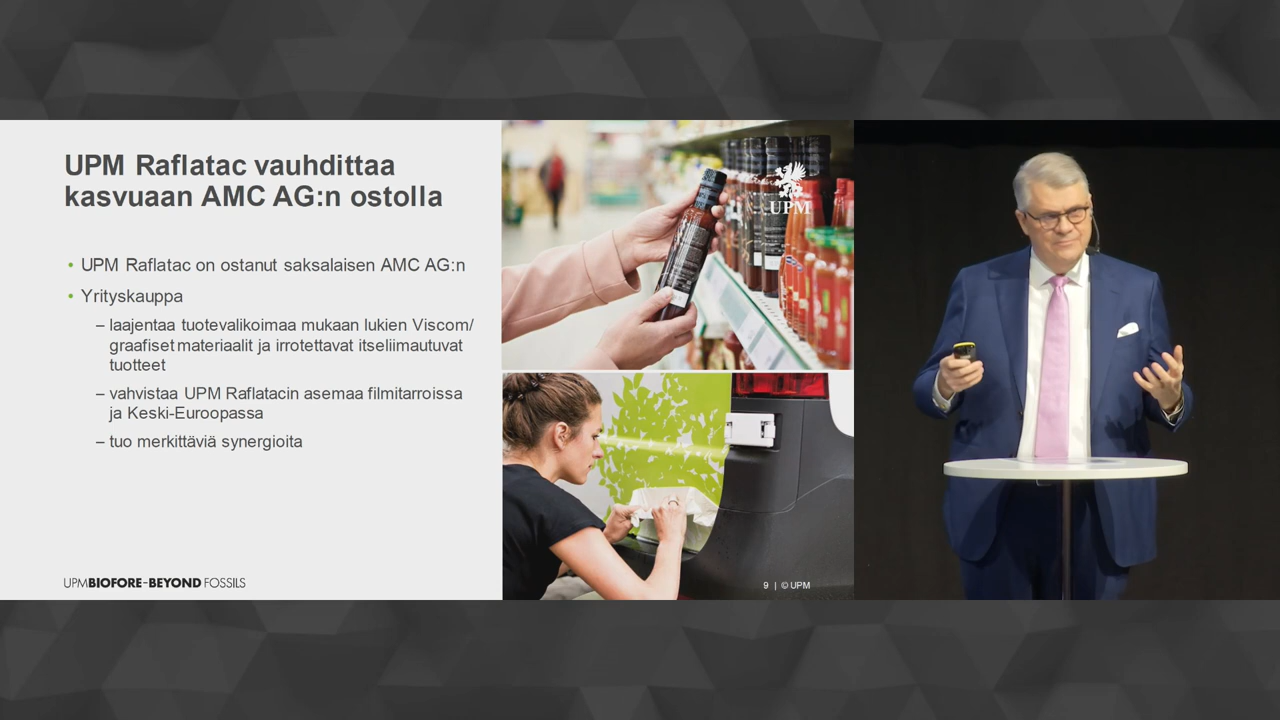 UPM Raflatac vauhdittaa
kasvuaan AMC AG:n ostolla
• UPM Raflatac on ostanut saksalaisen AMC AG:n
• Yrityskauppa
– laajentaa tuotevalikoimaa mukaan lukien Viscom/
graafiset materiaalit ja irrotettavat itseliimautuvat
tuotteet
– vahvistaa UPM Raflatacin asemaa filmitarroissa
ja Keski-Euroopassa
– tuo merkittäviä synergioita
UPM BIOFORE–BEYOND FOSSILS
UPM
9 | © UPM